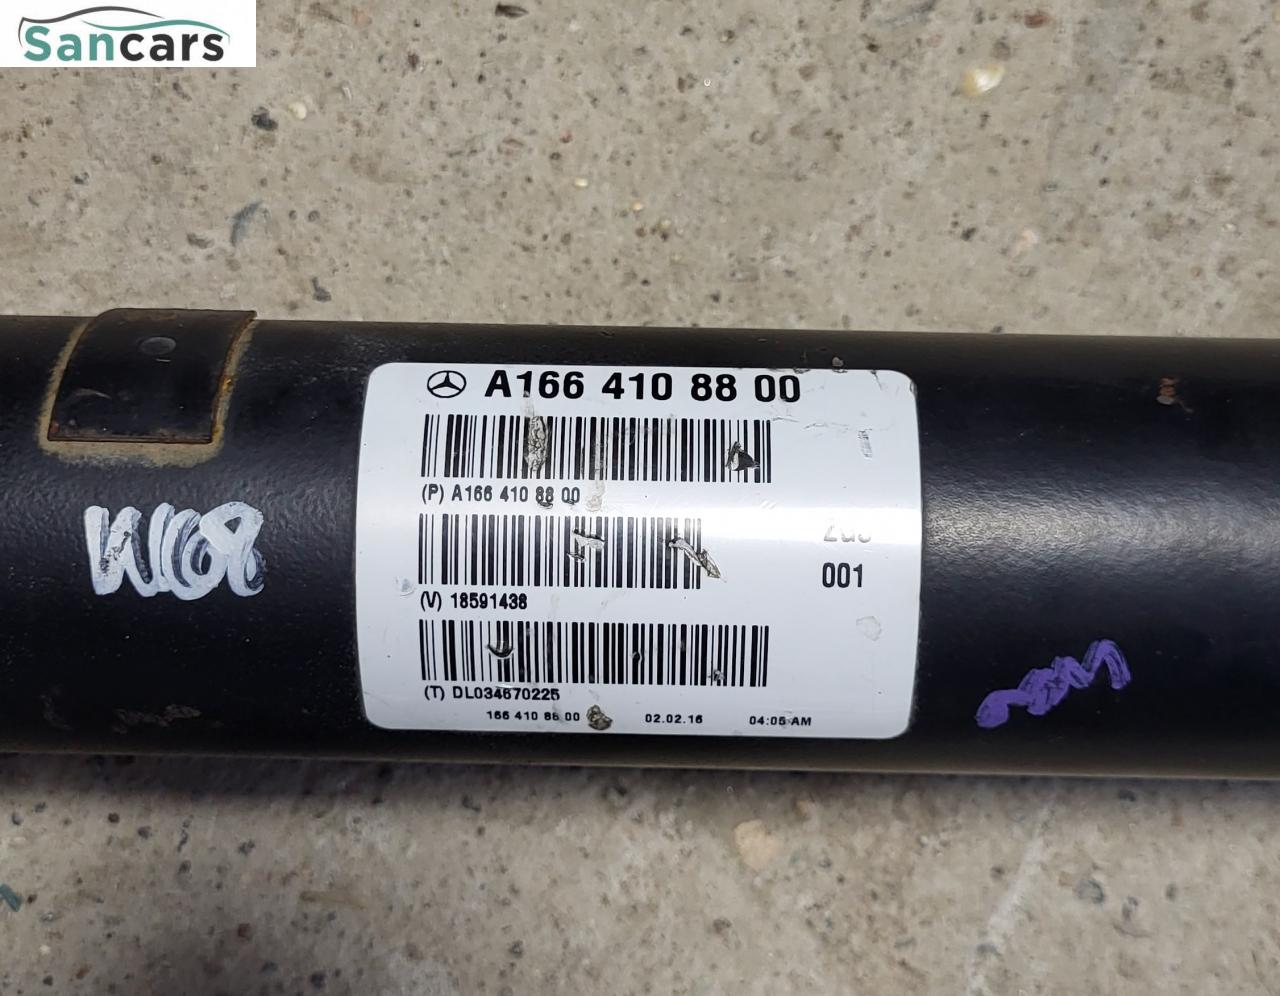 Sancars
A166 410 88 00
(P) A166 410 88 00
001
(V) 18591438
(T) DL034670225
166 410 88 00 02.02.16 04:05 AM